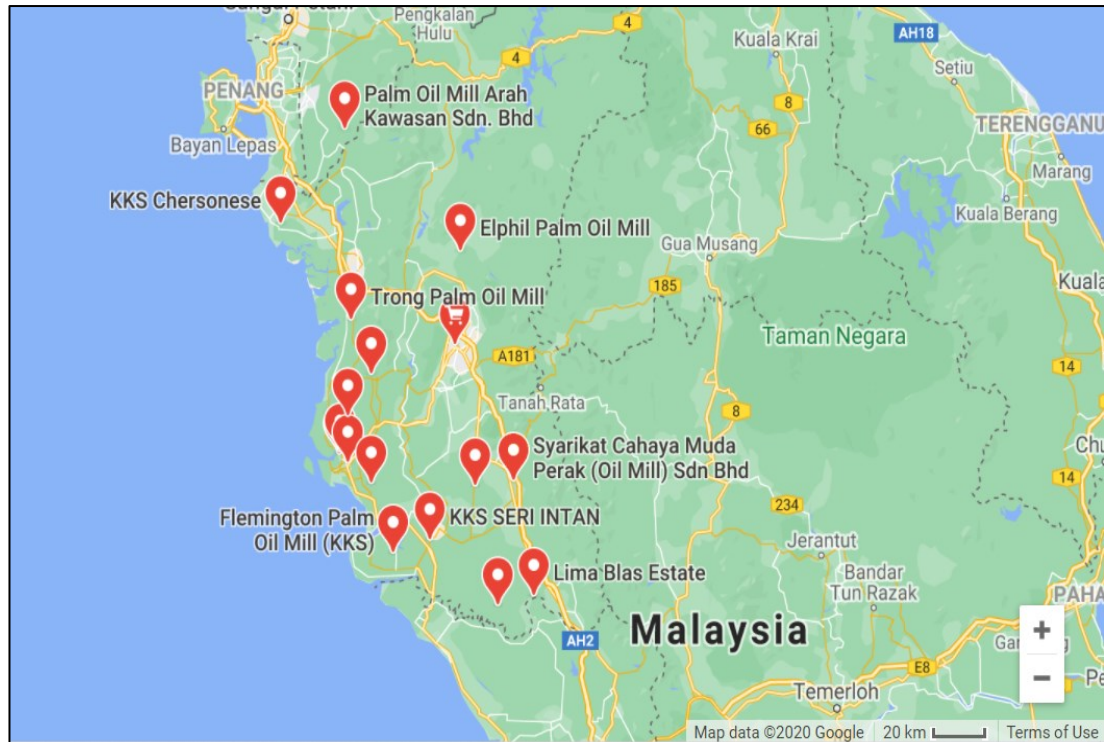 Pengkalan
Hulu
4
4
Kuala Krai
AH18
Setiu
PENANG
Palm Oil Mill Arah
Kawasan Sdn. Bhd
8
66
TERENGGANU
Bayan Lepas
Marang
KKS Chersonese
Elphil Palm Oil Mill
Kuala Berang
Gua Musang
185
Trong Palm Oil Mill
Kuala
Taman Negara
A181
14
Tanah Rata
8
Syarikat Cahaya Muda
Perak (Oil Mill) Sdn Bhd
14
234
Flemington Palm
Oil Mill (KKS)
KKS SERI INTAN
Jerantut
Lima Blas Estate
Bandar
Tun Razak
Malaysia
AH2
E8
Temerloh
Map data ©2020 Google
20 km
Terms of Use